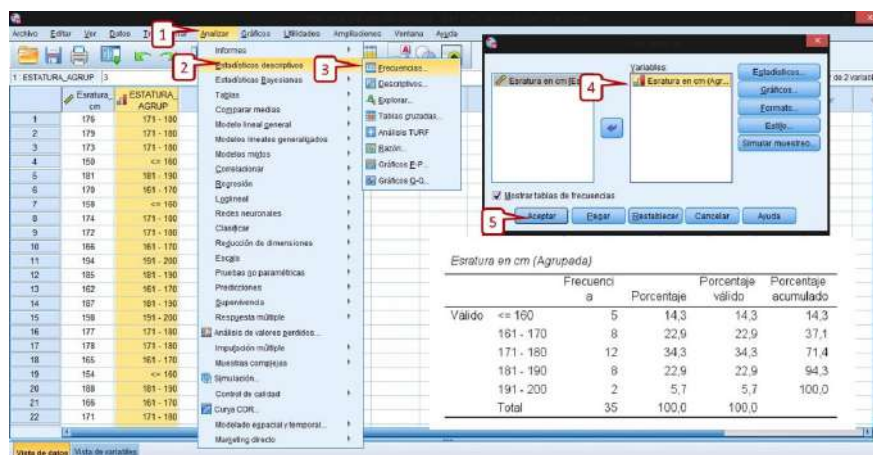 Archivo Editar Ver Datos Analizar Gráficos Utilidades Ampliaciones Ventana Ayuda
1
1 : ESTATURA_AGRUP 3
de 2 variabl
Esratura_cm ESTATURA_AGRUP
1 176 171 - 180
2 179 171 - 180
3 173 171 - 180
4 150 <= 160
5 181 181 - 190
6 170 161 - 170
7 158 <= 160
8 174 171 - 180
9 172 171 - 180
10 166 161 - 170
11 194 191 - 200
12 185 181 - 190
13 162 161 - 170
14 187 181 - 190
15 198 191 - 200
16 177 171 - 180
17 178 171 - 180
18 165 161 - 170
19 154 <= 160
20 188 181 - 190
21 166 161 - 170
22 171 171 - 180
Vista de datos Vista de variables
Informes
2
Estadísticos descriptivos
Estadísticas Bayesianas
Tablas
Comparar medias
Modelo lineal general
Modelos lineales generalizados
Modelos mixtos
Correlacionar
Regresión
Loglineal
Redes neuronales
Clasificar
Reducción de dimensiones
Escala
Pruebas no paramétricas
Predicciones
Supervivencia
Respuesta múltiple
Análisis de valores perdidos...
Imputación múltiple
Muestras complejas
Simulación...
Control de calidad
Curva COR...
Modelado espacial y temporal...
Marketing directo
3
Frecuencias...
Descriptivos...
Explorar...
Tablas cruzadas...
Análisis TURF
Razón...
Gráficos P-P...
Gráficos Q-Q...
Variables:
Esratura en cm [Es
4
Esratura en cm (Agr...
Estadísticos...
Gráficos...
Formato...
Estilo...
Simular muestreo...
Mostrar tablas de frecuencias
5
Aceptar Pegar Restablecer Cancelar Ayuda
Esratura en cm (Agrupada)
Frecuenci
a Porcentaje Porcentaje válido Porcentaje acumulado
Válido <= 160 5 14,3 14,3 14,3
161 - 170 8 22,9 22,9 37,1
171 - 180 12 34,3 34,3 71,4
181 - 190 8 22,9 22,9 94,3
191 - 200 2 5,7 5,7 100,0
Total 35 100,0 100,0